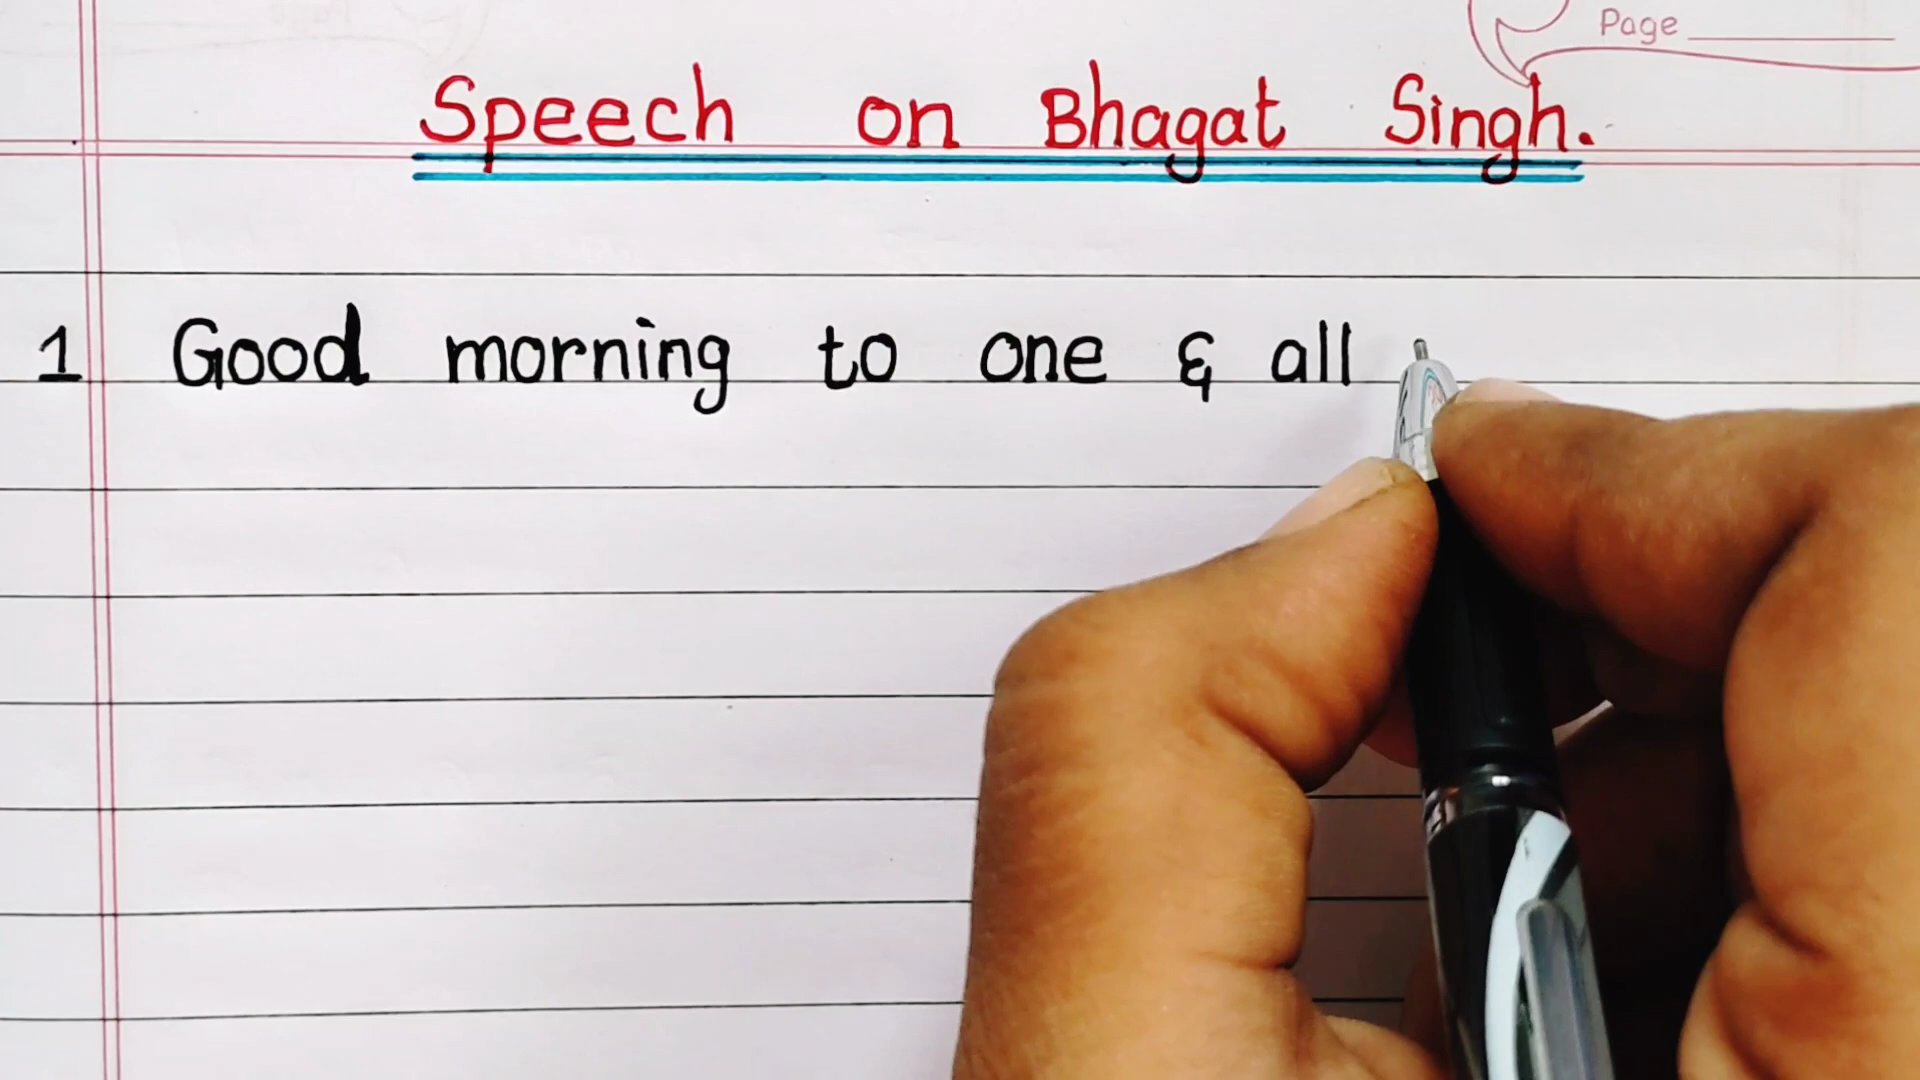 Page
Speech on Bhagat Singh.
1 Good morning to one & all